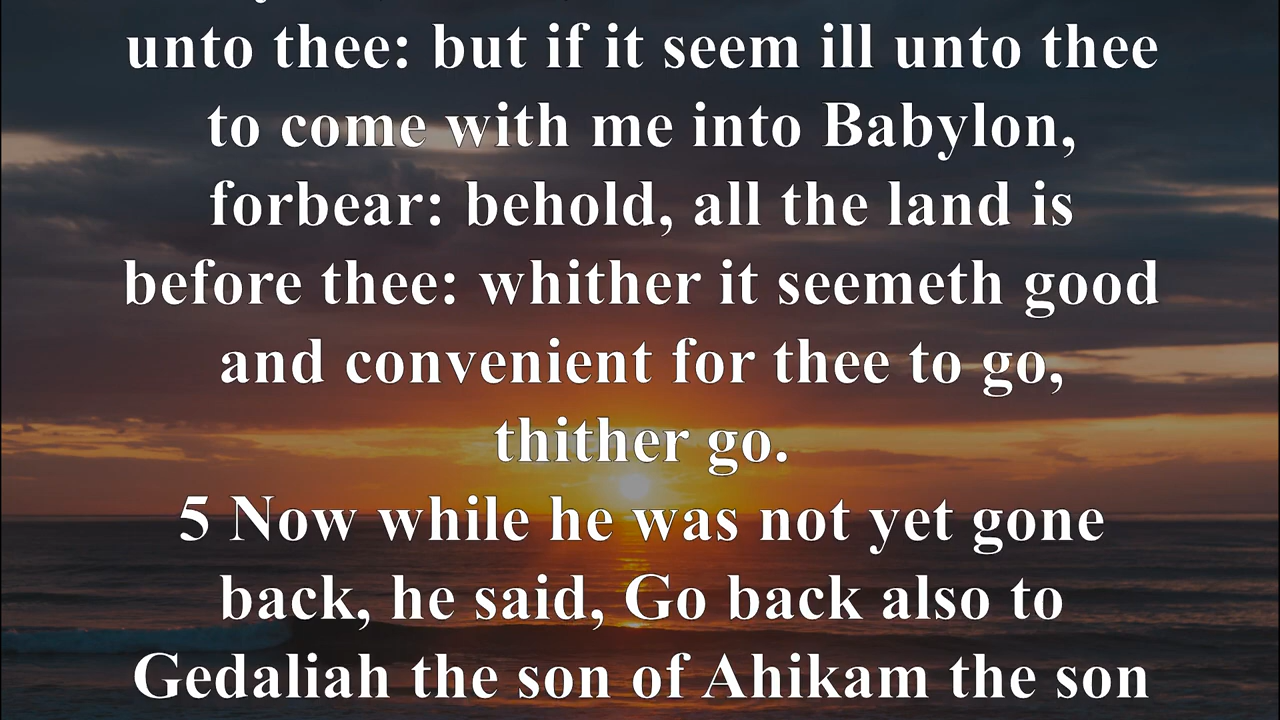 unto thee: but if it seem ill unto thee
to come with me into Babylon,
forbear: behold, all the land is
before thee: whither it seemeth good
and convenient for thee to go,
thither go.
5 Now while he was not yet gone
back, he said, Go back also to
Gedaliah the son of Ahikam the son